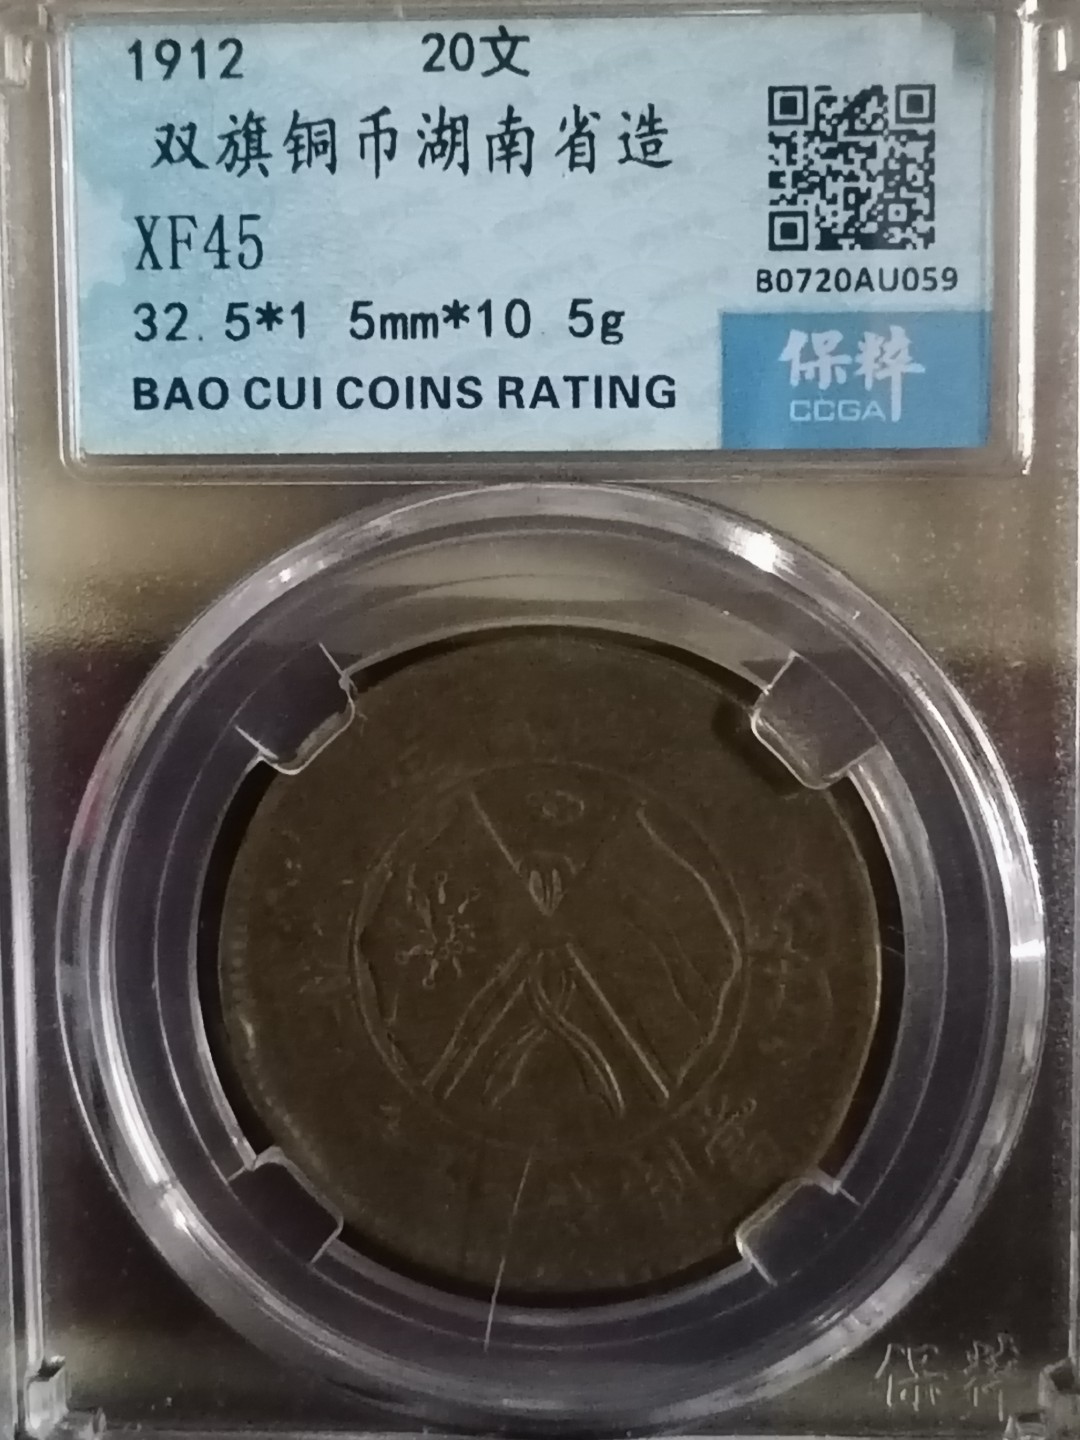 1912 20文
双旗铜币湖南省造
XF45
32.5*1 5mm*10.5g
BAO CUI COINS RATING
B0720AU059
保粹
CCGA
保粹